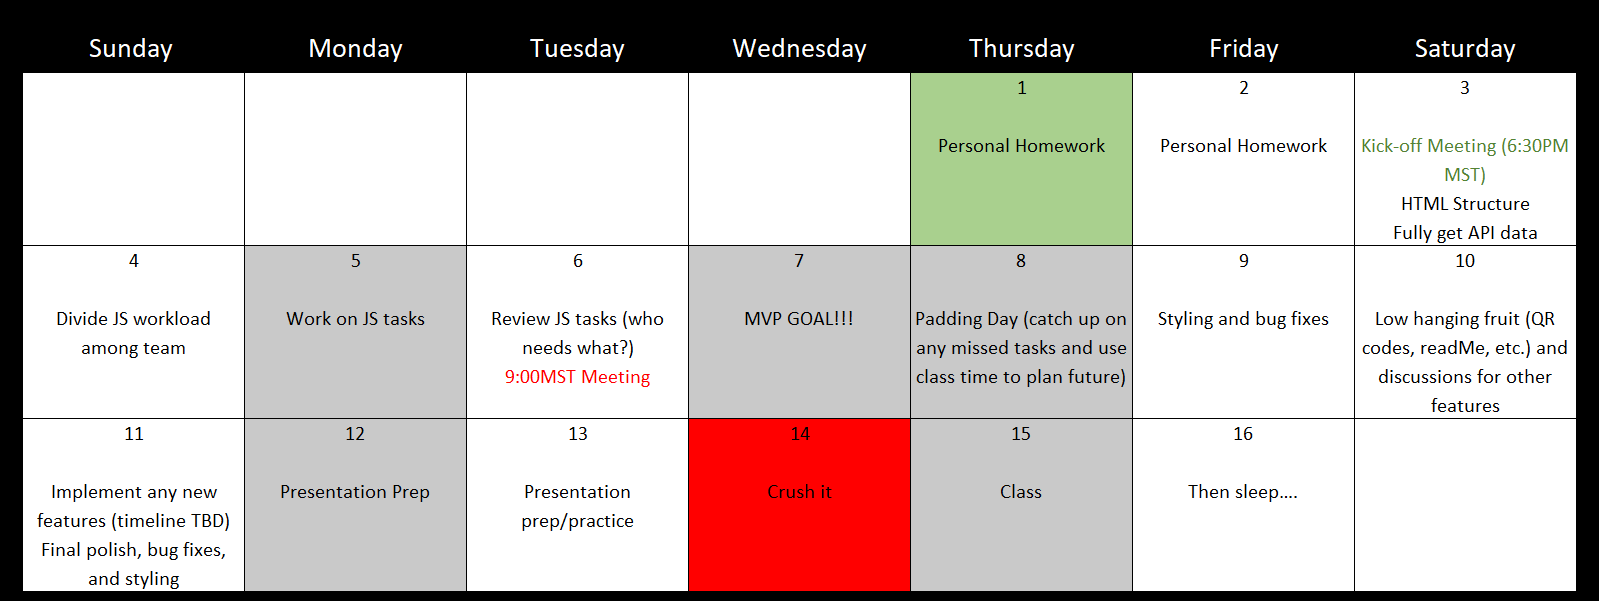 Sunday Monday Tuesday Wednesday Thursday Friday Saturday
1
Personal Homework
2
Personal Homework
3
Kick-off Meeting (6:30PM
MST)
HTML Structure
Fully get API data
4
Divide JS workload
among team
5
Work on JS tasks
6
Review JS tasks (who
needs what?)
9:00MST Meeting
7
MVP GOAL!!!
8
Padding Day (catch up on
any missed tasks and use
class time to plan future)
9
Styling and bug fixes
10
Low hanging fruit (QR
codes, readMe, etc.) and
discussions for other
features
11
Implement any new
features (timeline TBD)
Final polish, bug fixes,
and styling
12
Presentation Prep
13
Presentation
prep/practice
14
Crush it
15
Class
16
Then sleep….